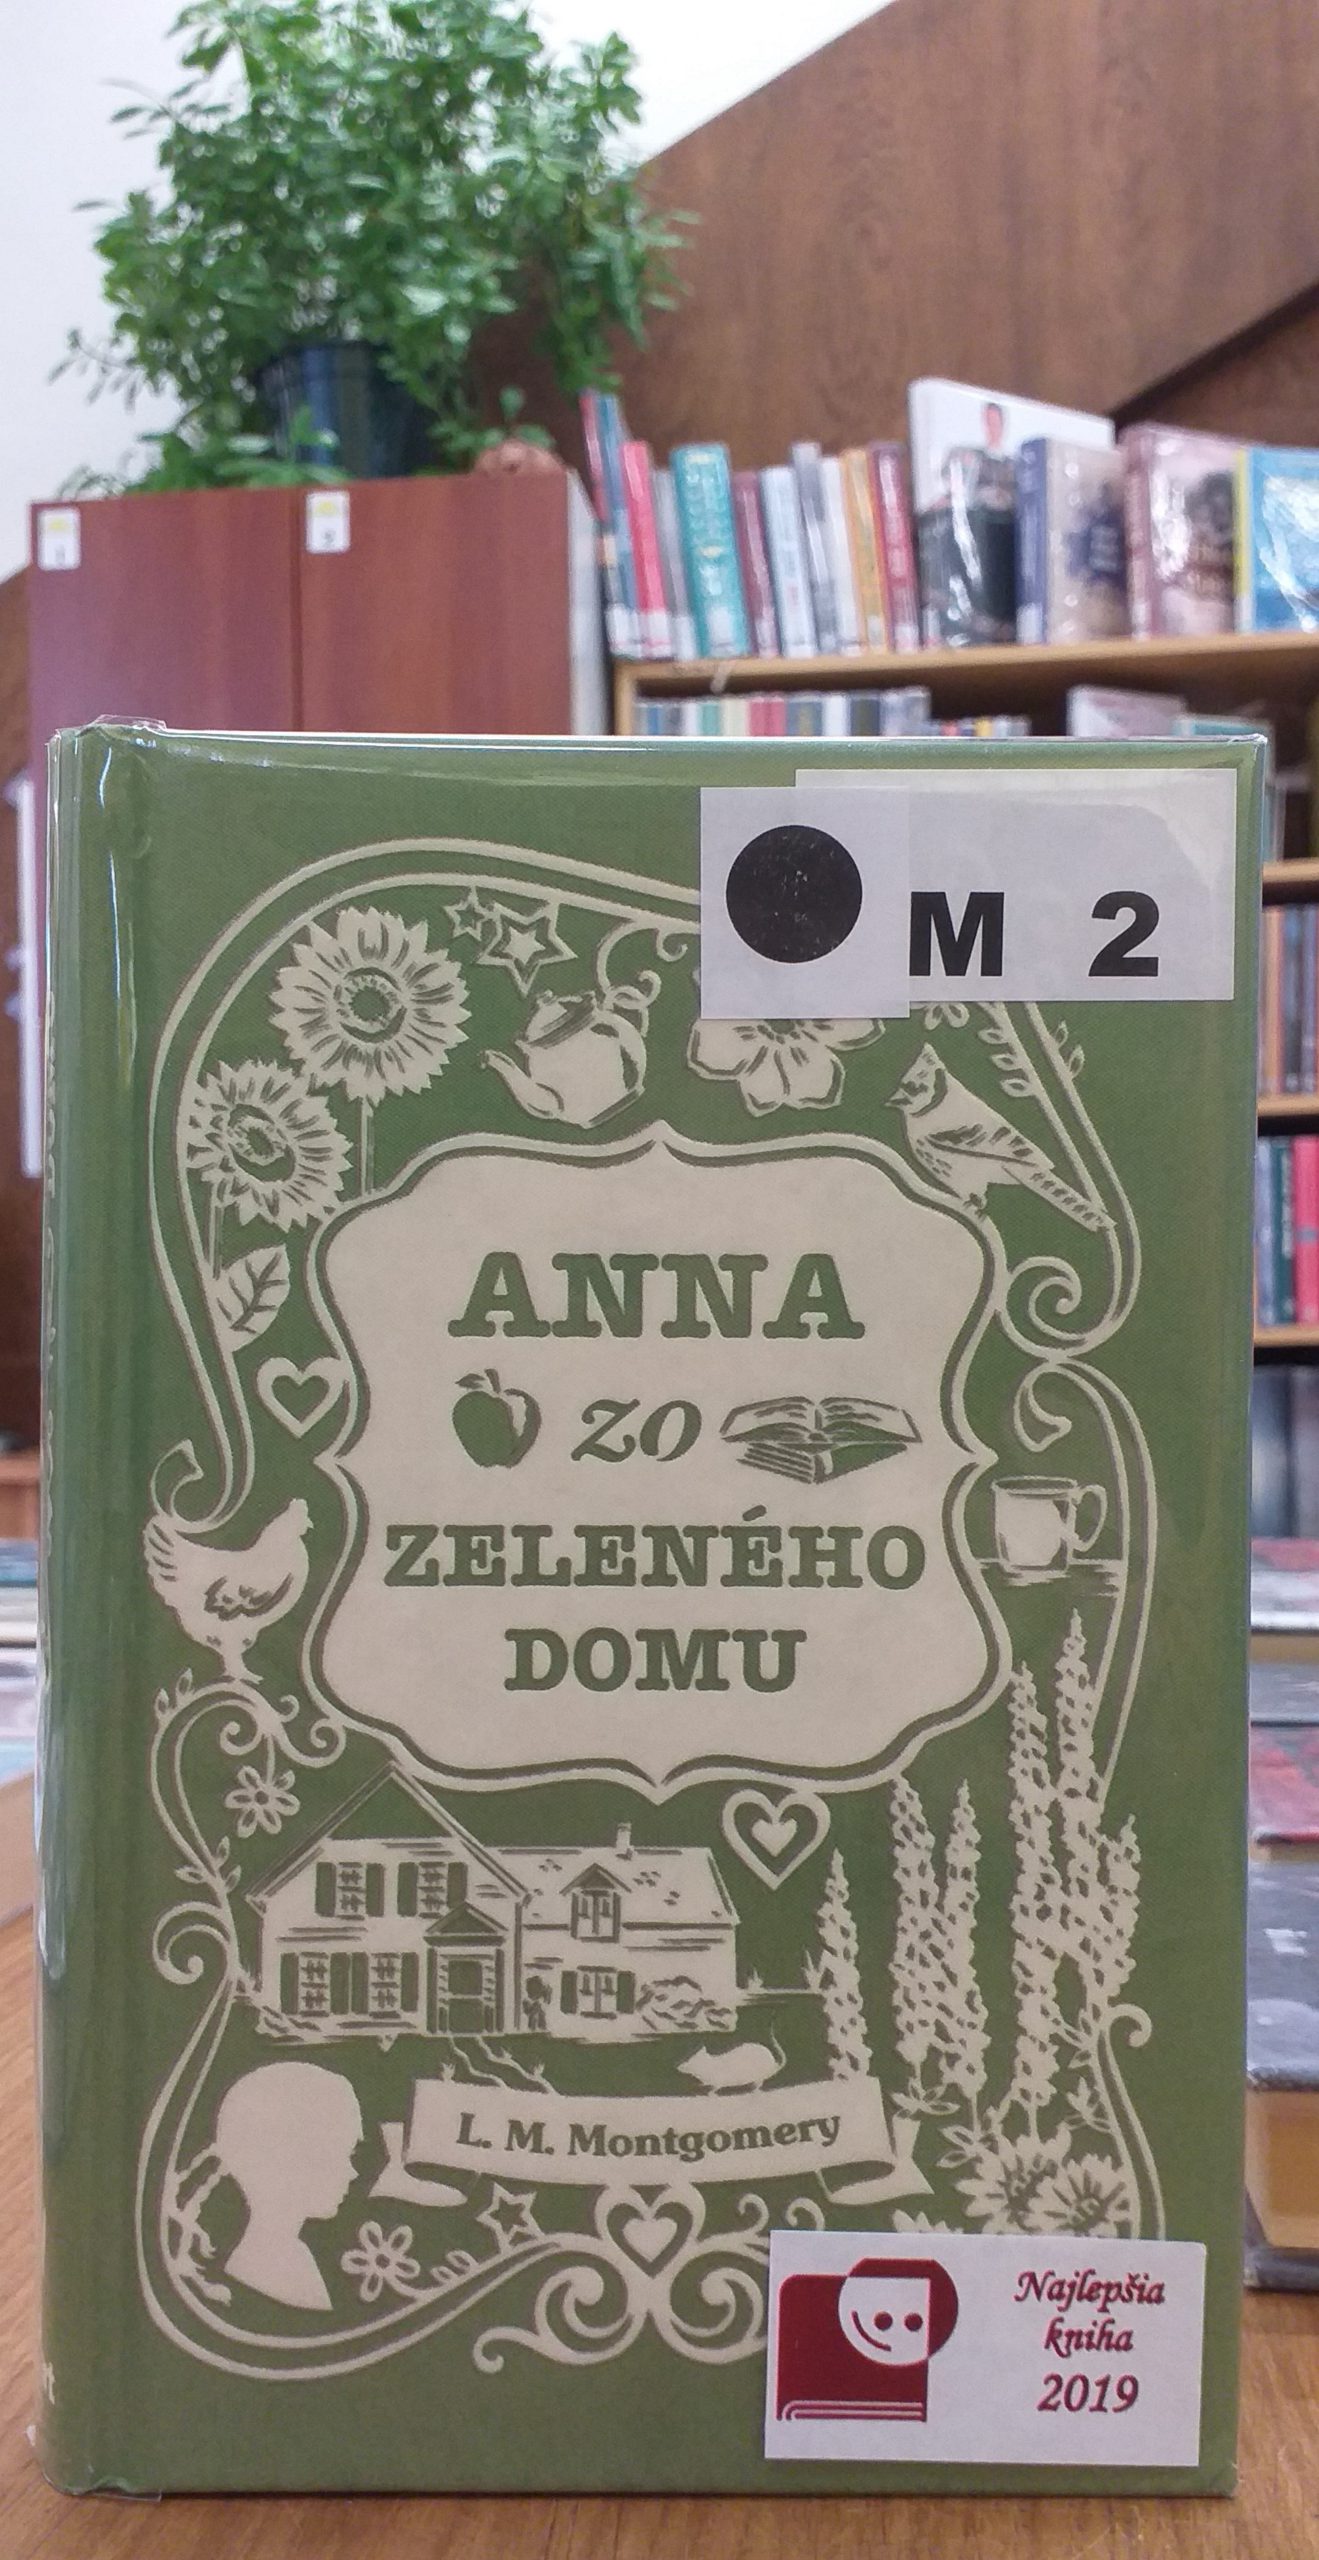 M 2
ANNA
zo
ZELENÉHO
DOMU
L. M. Montgomery
Najlepšia
kniha
2019